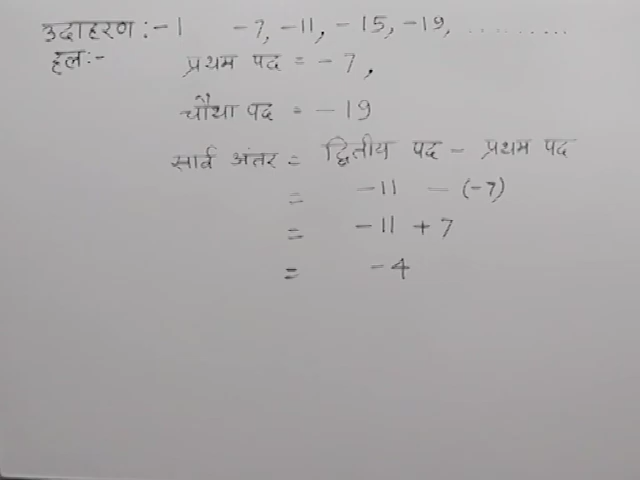 उदाहरण:-1 -7, -11, -15, -19, .........
हल:- प्रथम पद = -7,
चौथा पद = -19
सार्व अंतर = द्वितीय पद - प्रथम पद
= -11 - (-7)
= -11 + 7
= -4